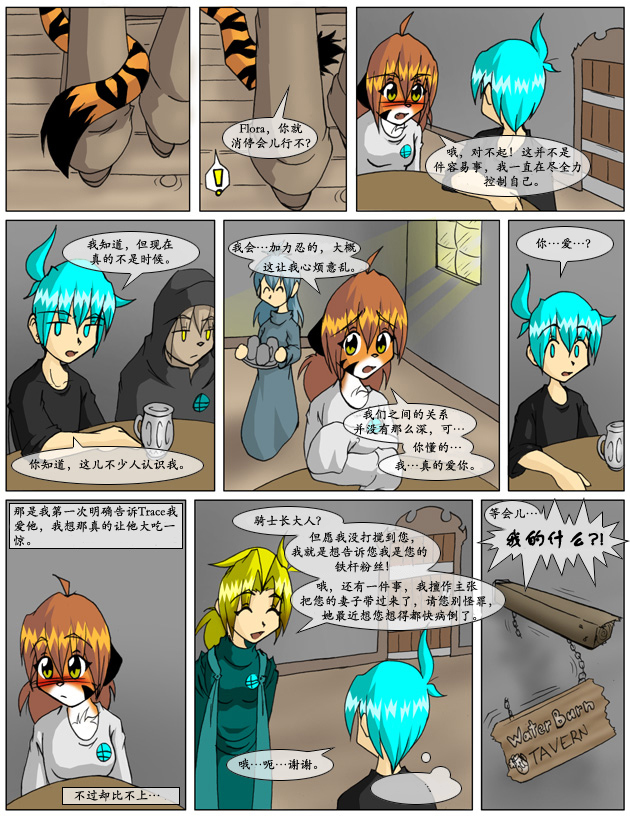 Flora，你就
消停会儿行不？
！
哦，对不起！这并不是
件容易事，我一直在尽全力
控制自己。
我知道，但现在
真的不是时候。
你知道，这儿不少人认识我。
我会…加力忍的，大概
这让我心烦意乱。
我们之间的关系
并没有那么深，可…
你懂的…
我…真的爱你。
你…爱…？
那是我第一次明确告诉Trace我
爱他，我想那真的让他大吃一
惊。
不过却比不上…
骑士长大人？
但愿我没打搅到您，
我就是想告诉您我是您的
铁杆粉丝！
哦，还有一件事，我擅作主张
把您的妻子带过来了，请您别怪罪，
她最近想您想得都快病倒了。
哦…呃…谢谢。
等会儿…
我的什么？！
Water Burn
TAVERN